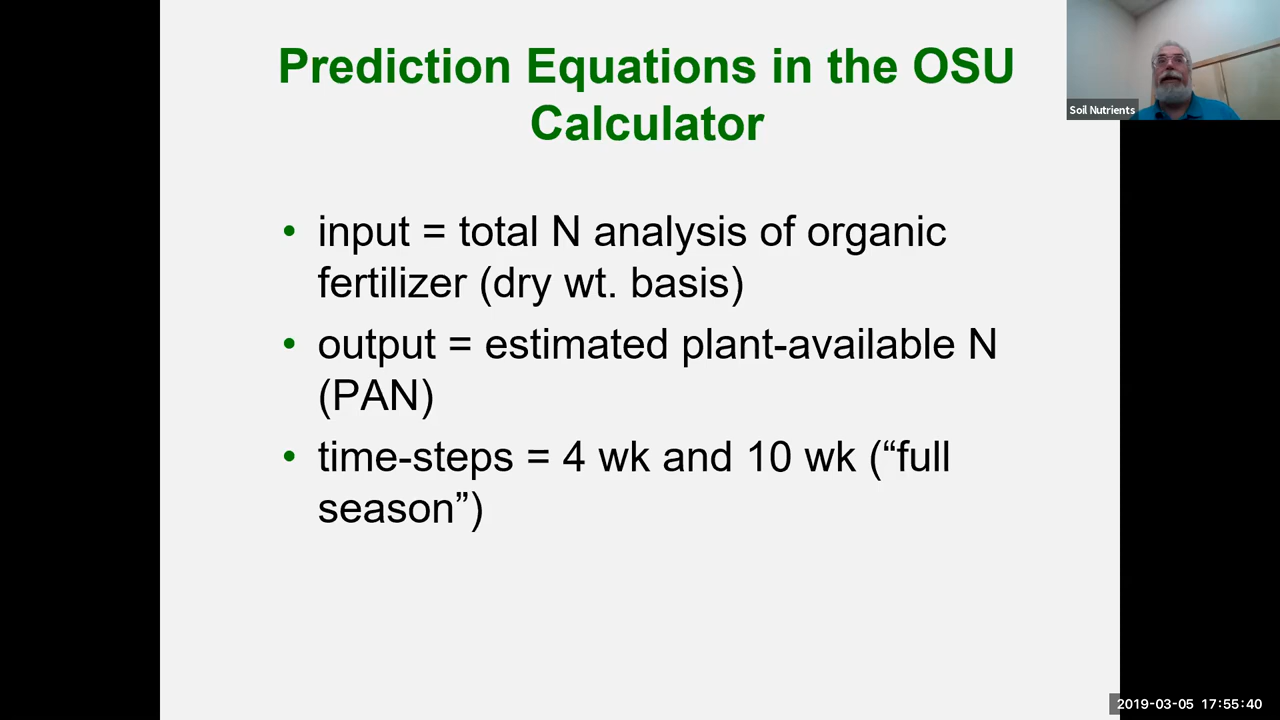 Prediction Equations in the OSU
Calculator
Soil Nutrients
• input = total N analysis of organic
fertilizer (dry wt. basis)
• output = estimated plant-available N
(PAN)
• time-steps = 4 wk and 10 wk (“full
season”)
2019-03-05 17:55:40